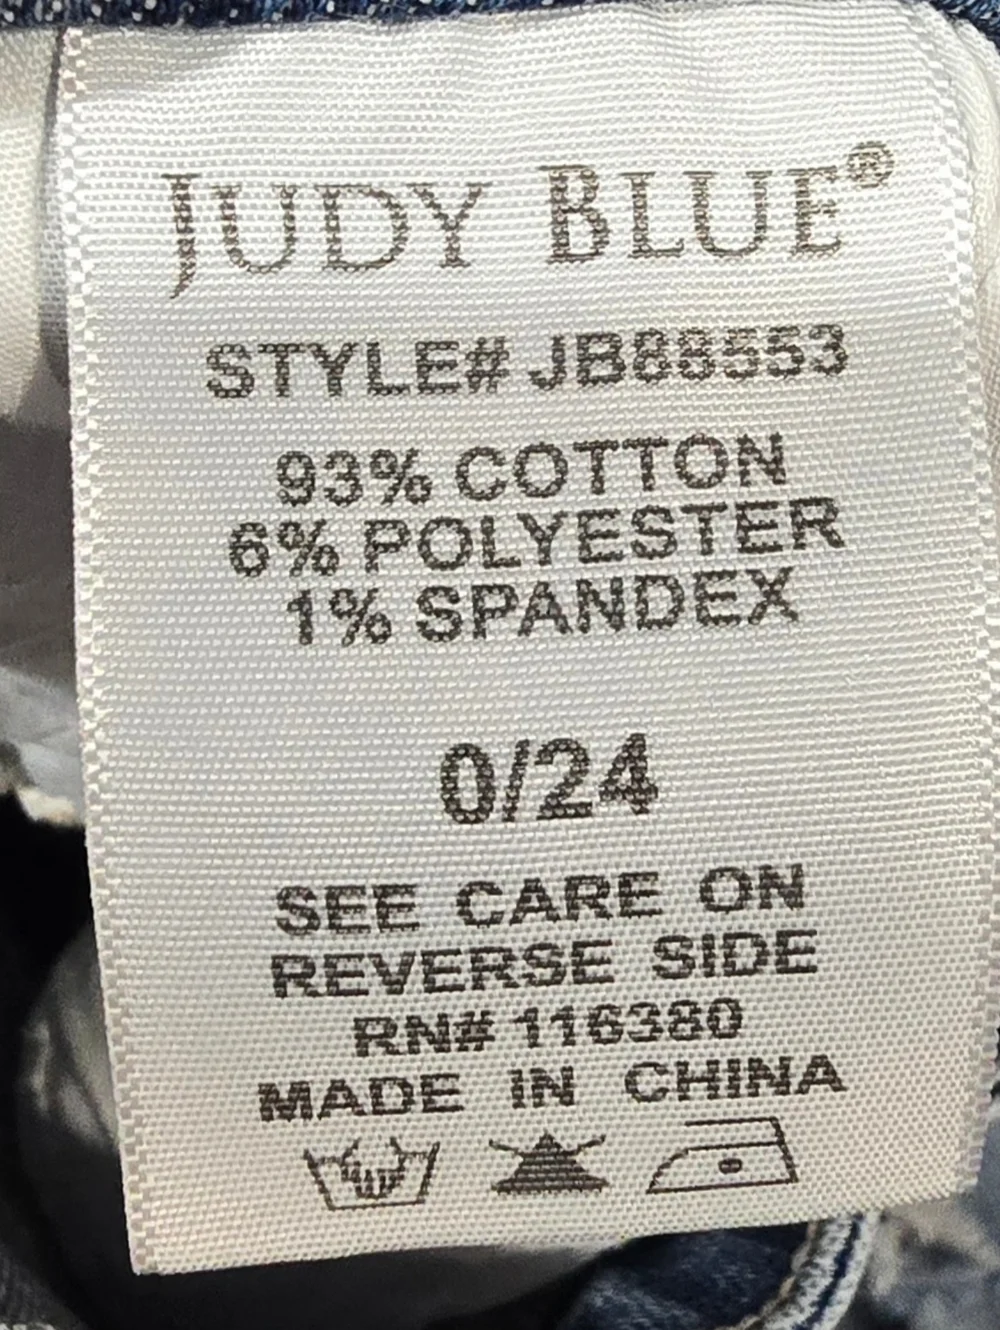 JUDY BLUE®
STYLE# JB88553
93% COTTON
6% POLYESTER
1% SPANDEX
0/24
SEE CARE ON
REVERSE SIDE
RN# 116380
MADE IN CHINA